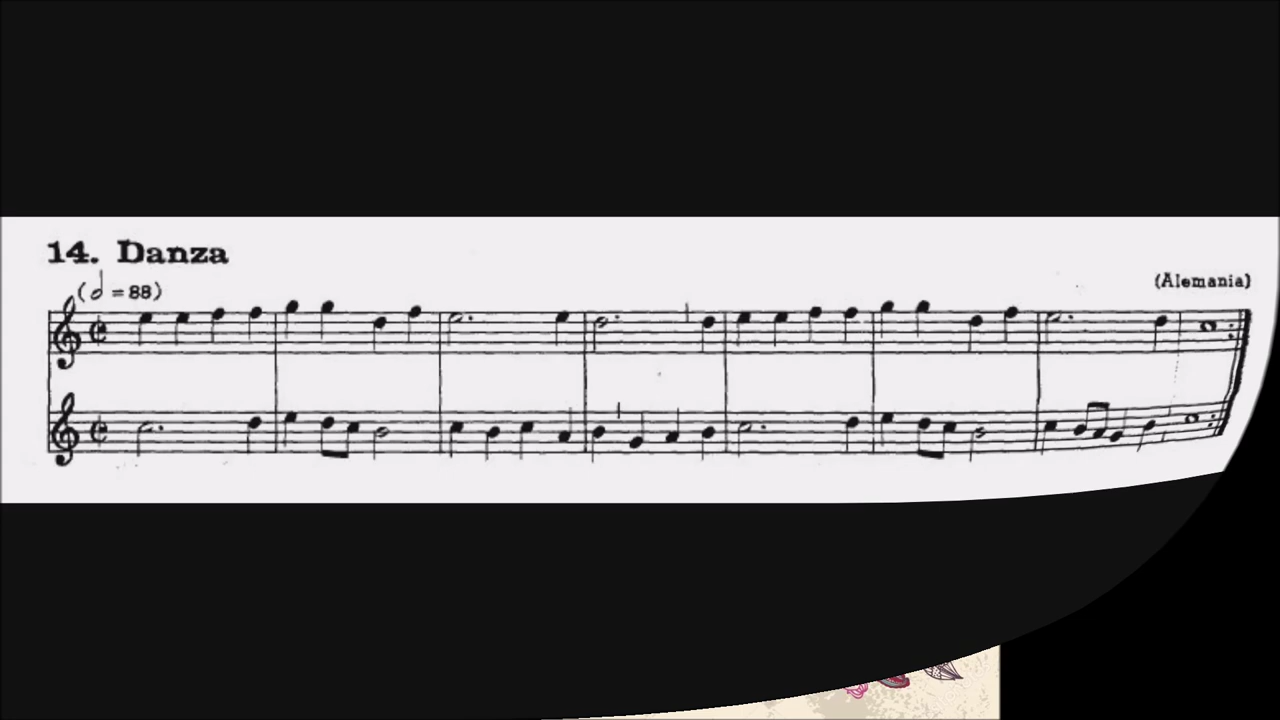 14. Danza
(𝅗𝅥 = 88)
(Alemania)